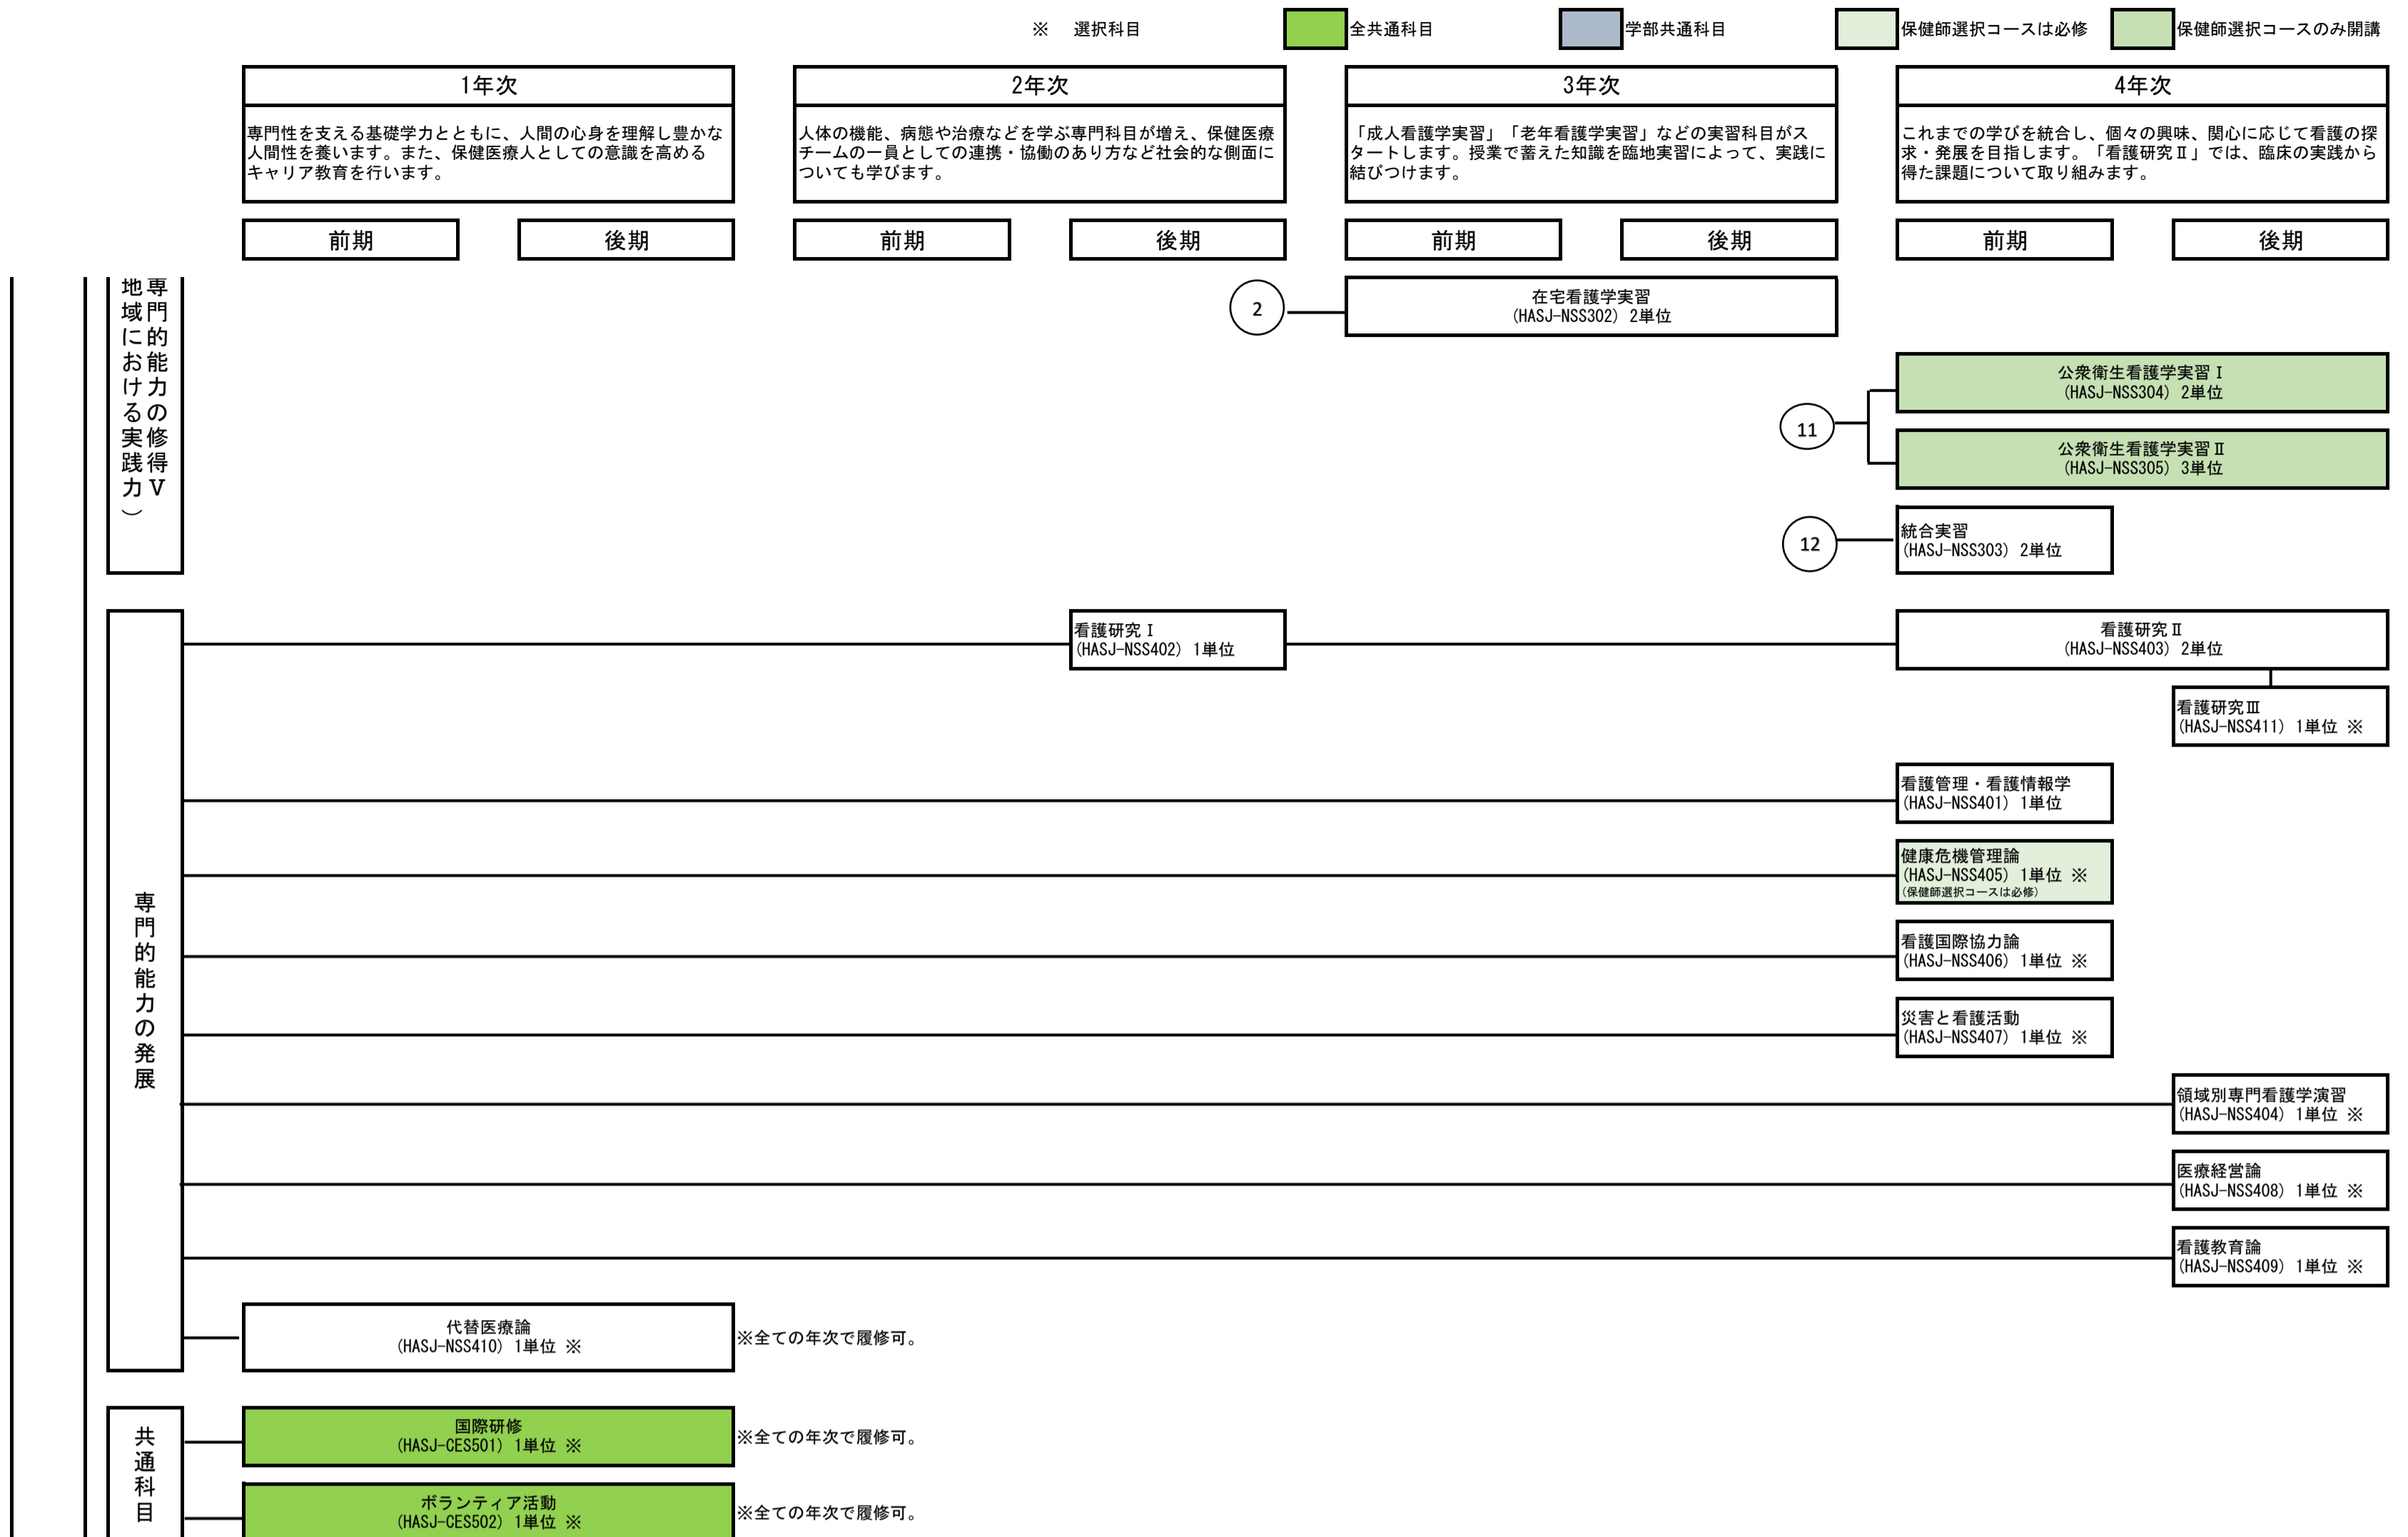 ※ 選択科目
全共通科目
学部共通科目
保健師選択コースは必修
保健師選択コースのみ開講
1年次
専門性を支える基礎学力とともに、人間の心身を理解し豊かな
人間性を養います。また、保健医療人としての意識を高める
キャリア教育を行います。
2年次
人体の機能、病態や治療などを学ぶ専門科目が増え、保健医療
チームの一員としての連携・協働のあり方など社会的な側面に
ついても学びます。
3年次
「成人看護学実習」「老年看護学実習」などの実習科目がス
タートします。授業で蓄えた知識を臨地実習によって、実践に
結びつけます。
4年次
これまでの学びを統合し、個々の興味、関心に応じて看護の探
求・発展を目指します。「看護研究Ⅱ」では、臨床の実践から
得た課題について取り組みます。
前期
後期
前期
後期
前期
後期
前期
後期
専門的能力の修得Ⅴ
地域における実践力）
2
在宅看護学実習
(HASJ-NSS302) 2単位
11
公衆衛生看護学実習Ⅰ
(HASJ-NSS304) 2単位
公衆衛生看護学実習Ⅱ
(HASJ-NSS305) 3単位
12
統合実習
(HASJ-NSS303) 2単位
専門的能力の発展
看護研究Ⅰ
(HASJ-NSS402) 1単位
看護研究Ⅱ
(HASJ-NSS403) 2単位
看護研究Ⅲ
(HASJ-NSS411) 1単位 ※
看護管理・看護情報学
(HASJ-NSS401) 1単位
健康危機管理論
(HASJ-NSS405) 1単位 ※
(保健師選択コースは必修)
看護国際協力論
(HASJ-NSS406) 1単位 ※
災害と看護活動
(HASJ-NSS407) 1単位 ※
領域別専門看護学演習
(HASJ-NSS404) 1単位 ※
医療経営論
(HASJ-NSS408) 1単位 ※
看護教育論
(HASJ-NSS409) 1単位 ※
代替医療論
(HASJ-NSS410) 1単位 ※
※全ての年次で履修可。
共通科目
国際研修
(HASJ-CES501) 1単位 ※
※全ての年次で履修可。
ボランティア活動
(HASJ-CES502) 1単位 ※
※全ての年次で履修可。